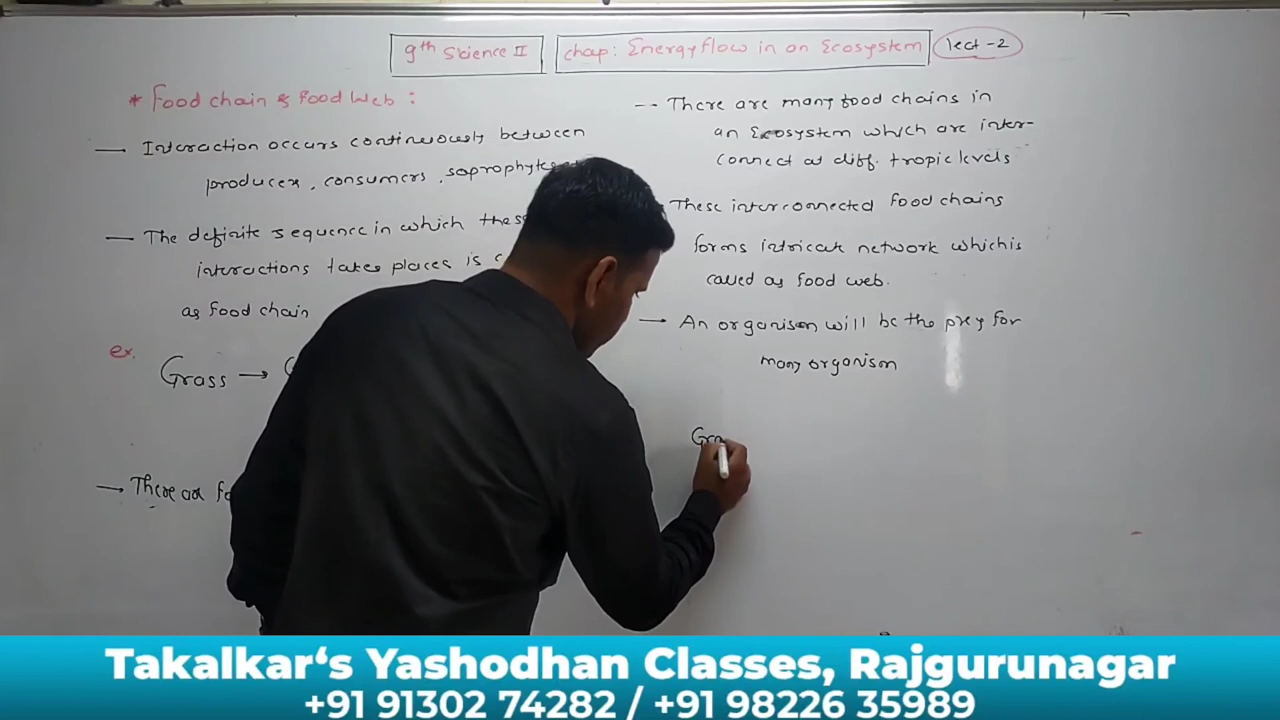 9th Science II
chap: Energy flow in an Ecosystem
lect-2
* Food chain & Food Web :
— Interaction occurs continuously between
producer, consumers, saprophytes
— The definite sequence in which these
interactions takes places is
as food chain
ex.
Grass → G
→ There are
-- There are many food chains in
an Ecosystem which are inter-
connect at diff. tropic levels
These interconnected food chains
forms intricate network which is
called as food web.
→ An organism will be the prey for
many organism
Gra
Takalkar‘s Yashodhan Classes, Rajgurunagar
+91 91302 74282 / +91 98226 35989